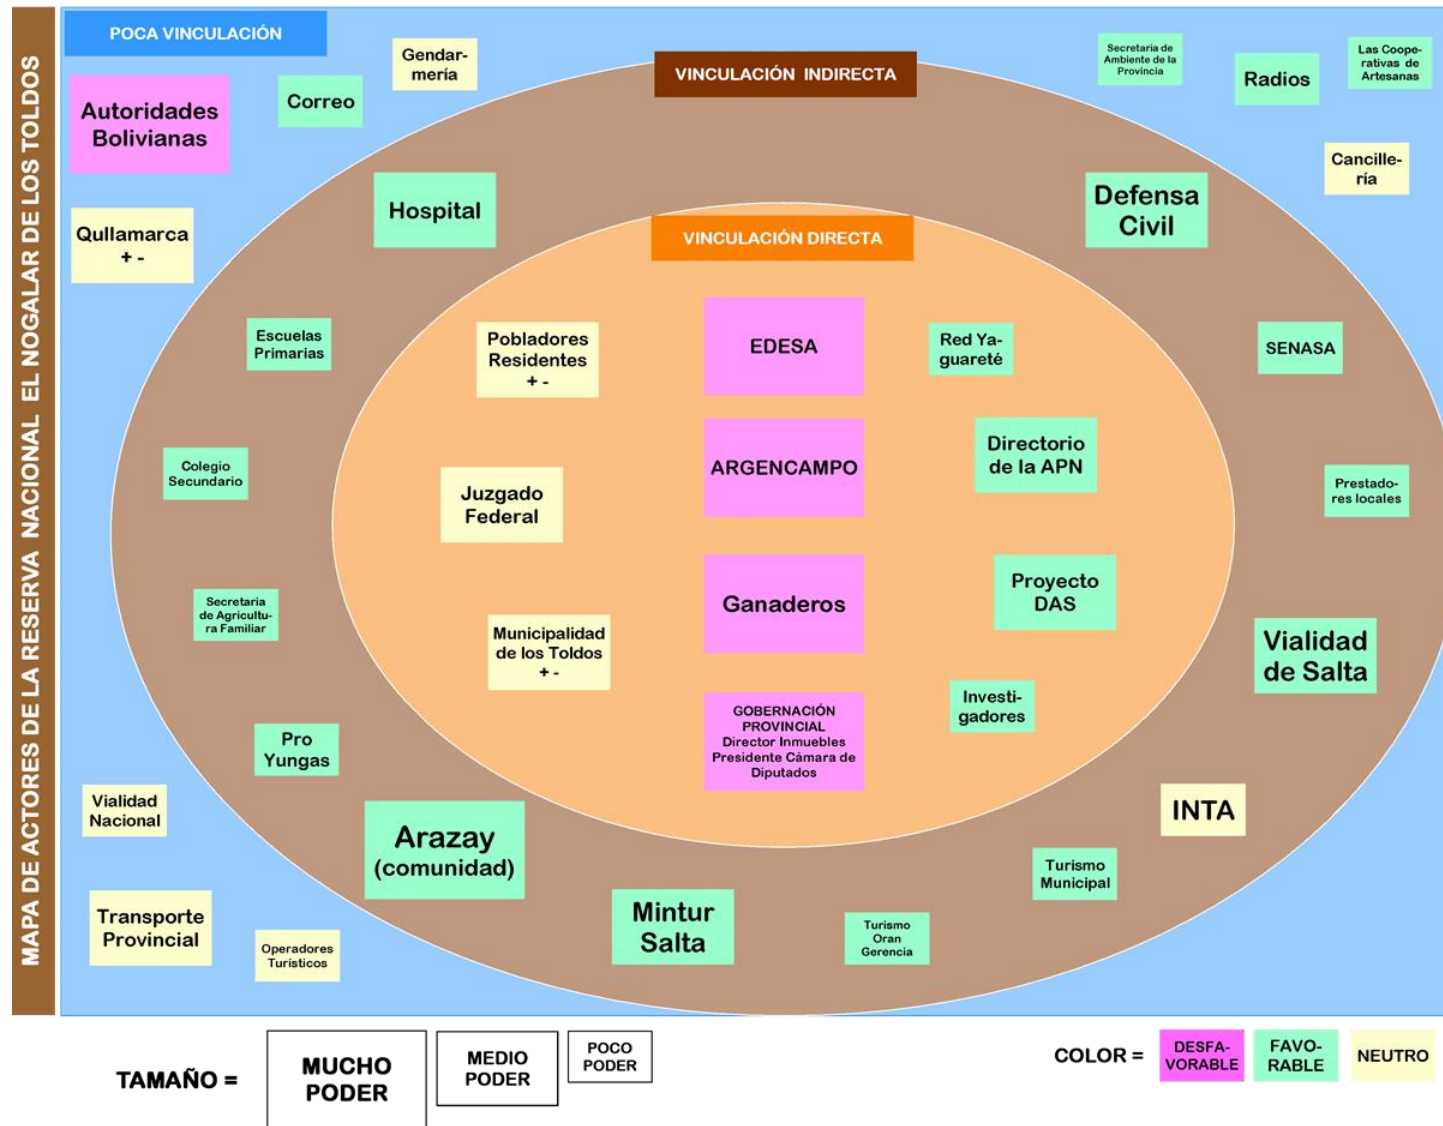 MAPA DE ACTORES DE LA RESERVA NACIONAL EL NOGALAR DE LOS TOLDOS
POCA VINCULACIÓN
Gendar-
mería
Autoridades
Bolivianas
Correo
Qullamarca
+ -
VINCULACIÓN INDIRECTA
Secretaria de
Ambiente de la
Provincia
Radios
Las Coope-
rativas de
Artesanas
Cancille-
ría
Hospital
Defensa
Civil
Escuelas
Primarias
SENASA
Colegio
Secundario
Prestado-
res locales
Secretaria
de Agricultu-
ra Familiar
Vialidad
de Salta
Pro
Yungas
INTA
Arazay
(comunidad)
Mintur
Salta
Turismo
Oran
Gerencia
Turismo
Municipal
VINCULACIÓN DIRECTA
Pobladores
Residentes
+ -
EDESA
Red Ya-
guareté
Juzgado
Federal
ARGENCAMPO
Directorio
de la APN
Municipalidad
de los Toldos
+ -
Ganaderos
Proyecto
DAS
GOBERNACIÓN
PROVINCIAL
Director Inmuebles
Presidente Cámara de
Diputados
Investi-
gadores
Vialidad
Nacional
Transporte
Provincial
Operadores
Turísticos
TAMAÑO =
MUCHO
PODER
MEDIO
PODER
POCO
PODER
COLOR =
DESFA-
VORABLE
FAVO-
RABLE
NEUTRO